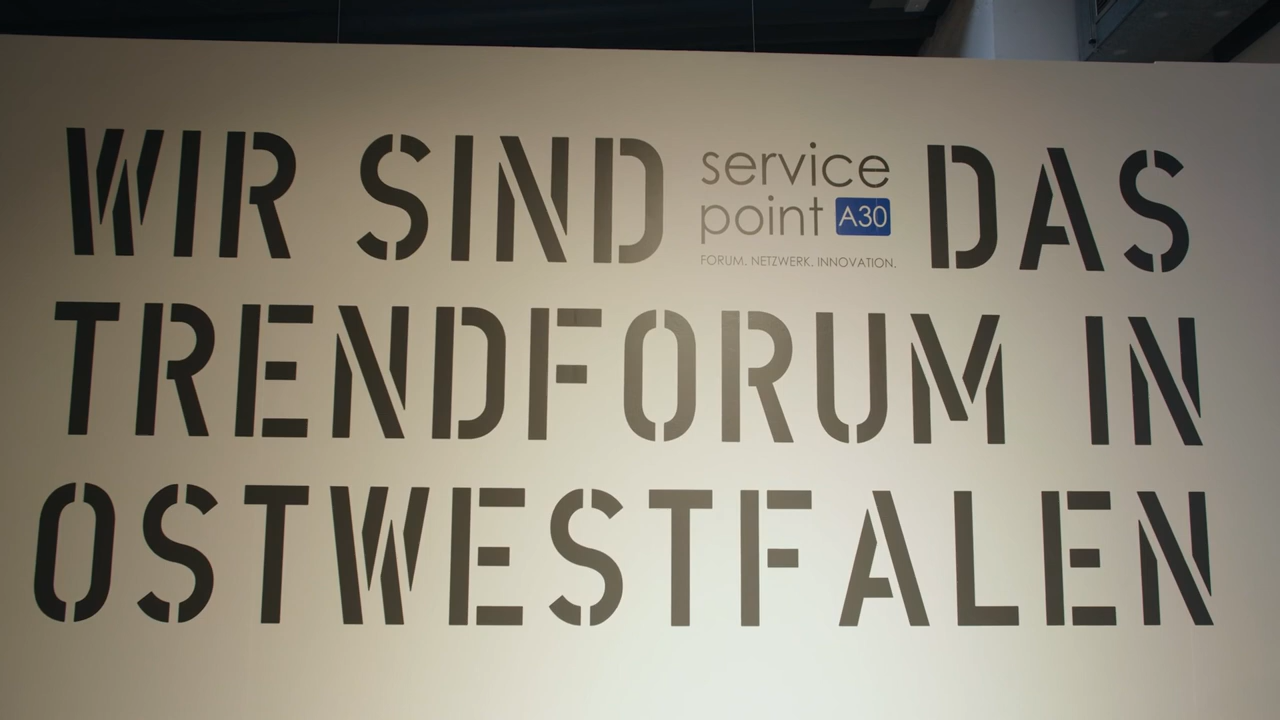 WIR SIND service point A30 DAS
FORUM. NETZWERK. INNOVATION.
TRENDFORUM IN
OSTWESTFALEN